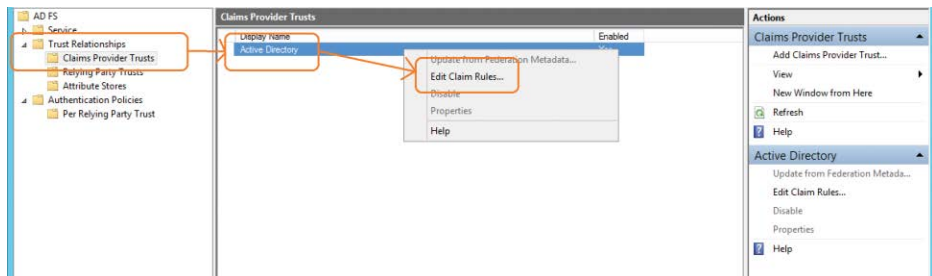 AD FS
Service
Trust Relationships
Claims Provider Trusts
Relying Party Trusts
Attribute Stores
Authentication Policies
Per Relying Party Trust
Claims Provider Trusts
Display Name Enabled
Active Directory Yes
Update from Federation Metadata...
Edit Claim Rules...
Disable
Properties
Help
Actions
Claims Provider Trusts
Add Claims Provider Trust...
View
New Window from Here
Refresh
Help
Active Directory
Update from Federation Metada...
Edit Claim Rules...
Disable
Properties
Help